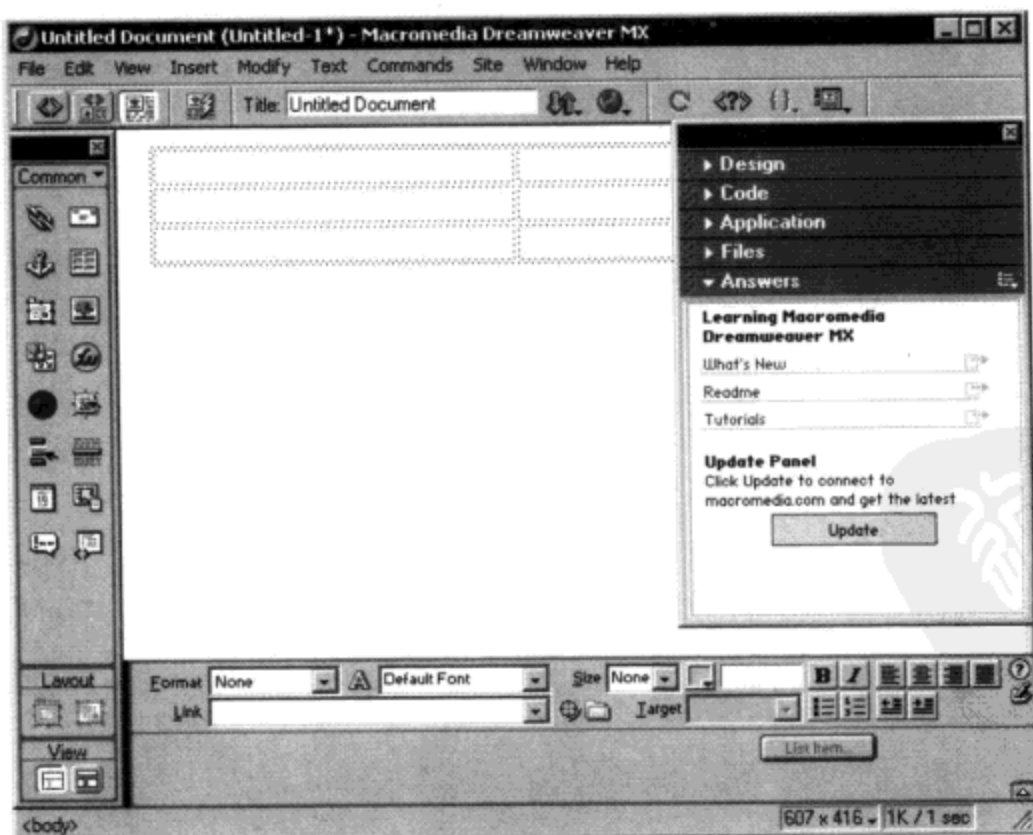 Untitled Document (Untitled-1*) - Macromedia Dreamweaver MX
File Edit View Insert Modify Text Commands Site Window Help
Title: Untitled Document
Common
Design
Code
Application
Files
Answers
Learning Macromedia
Dreamweaver MX
What's New
Readme
Tutorials
Update Panel
Click Update to connect to
macromedia.com and get the latest
Update
Layout
View
Format None Default Font Size None B I
Link Target
List Item...
<body> 607 x 416 1K / 1 sec